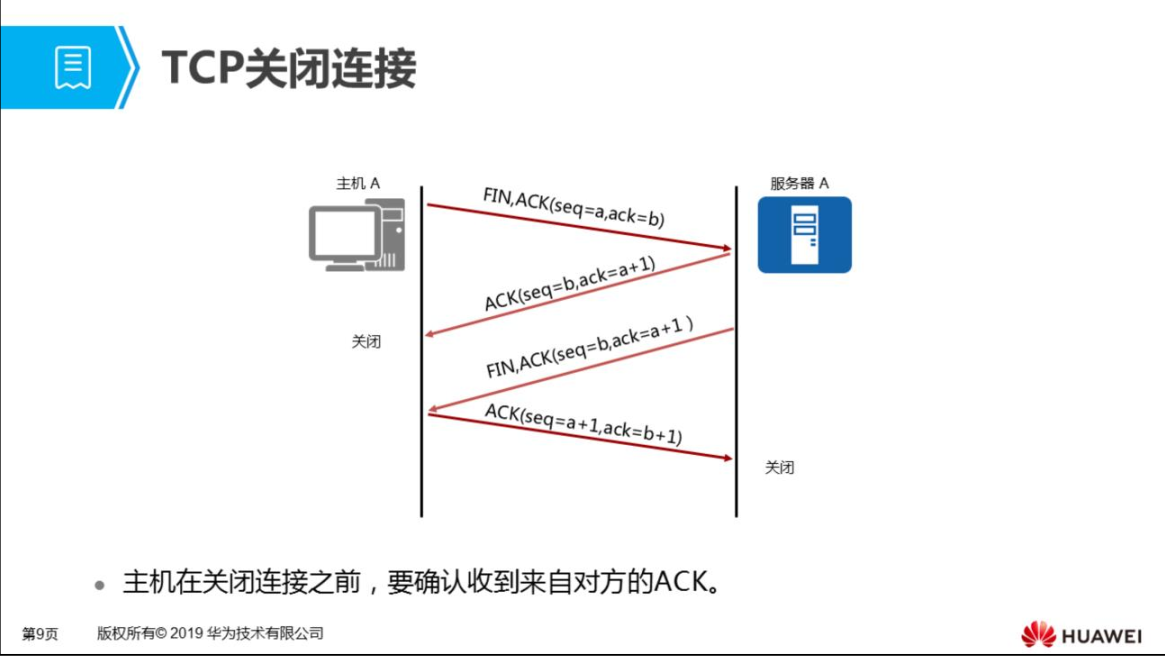 TCP关闭连接
主机 A
服务器 A
FIN,ACK(seq=a,ack=b)
ACK(seq=b,ack=a+1)
关闭
FIN,ACK(seq=b,ack=a+1 )
ACK(seq=a+1,ack=b+1)
关闭
主机在关闭连接之前，要确认收到来自对方的ACK。
第9页
版权所有© 2019 华为技术有限公司
HUAWEI